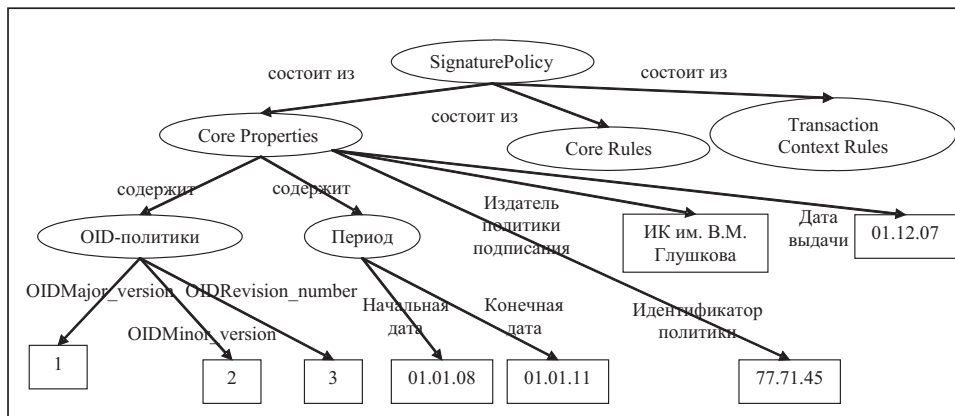 SignaturePolicy
состоит из
состоит из
состоит из
Core Properties
Core Rules
Transaction
Context Rules
содержит
содержит
OID-политики
Период
Издатель
политики
подписания
ИК им. В.М.
Глушкова
Дата
выдачи
01.12.07
OIDMajor_version
OIDRevision_number
OIDMinor_version
Начальная
дата
Конечная
дата
Идентификатор
политики
1
2
3
01.01.08
01.01.11
77.71.45